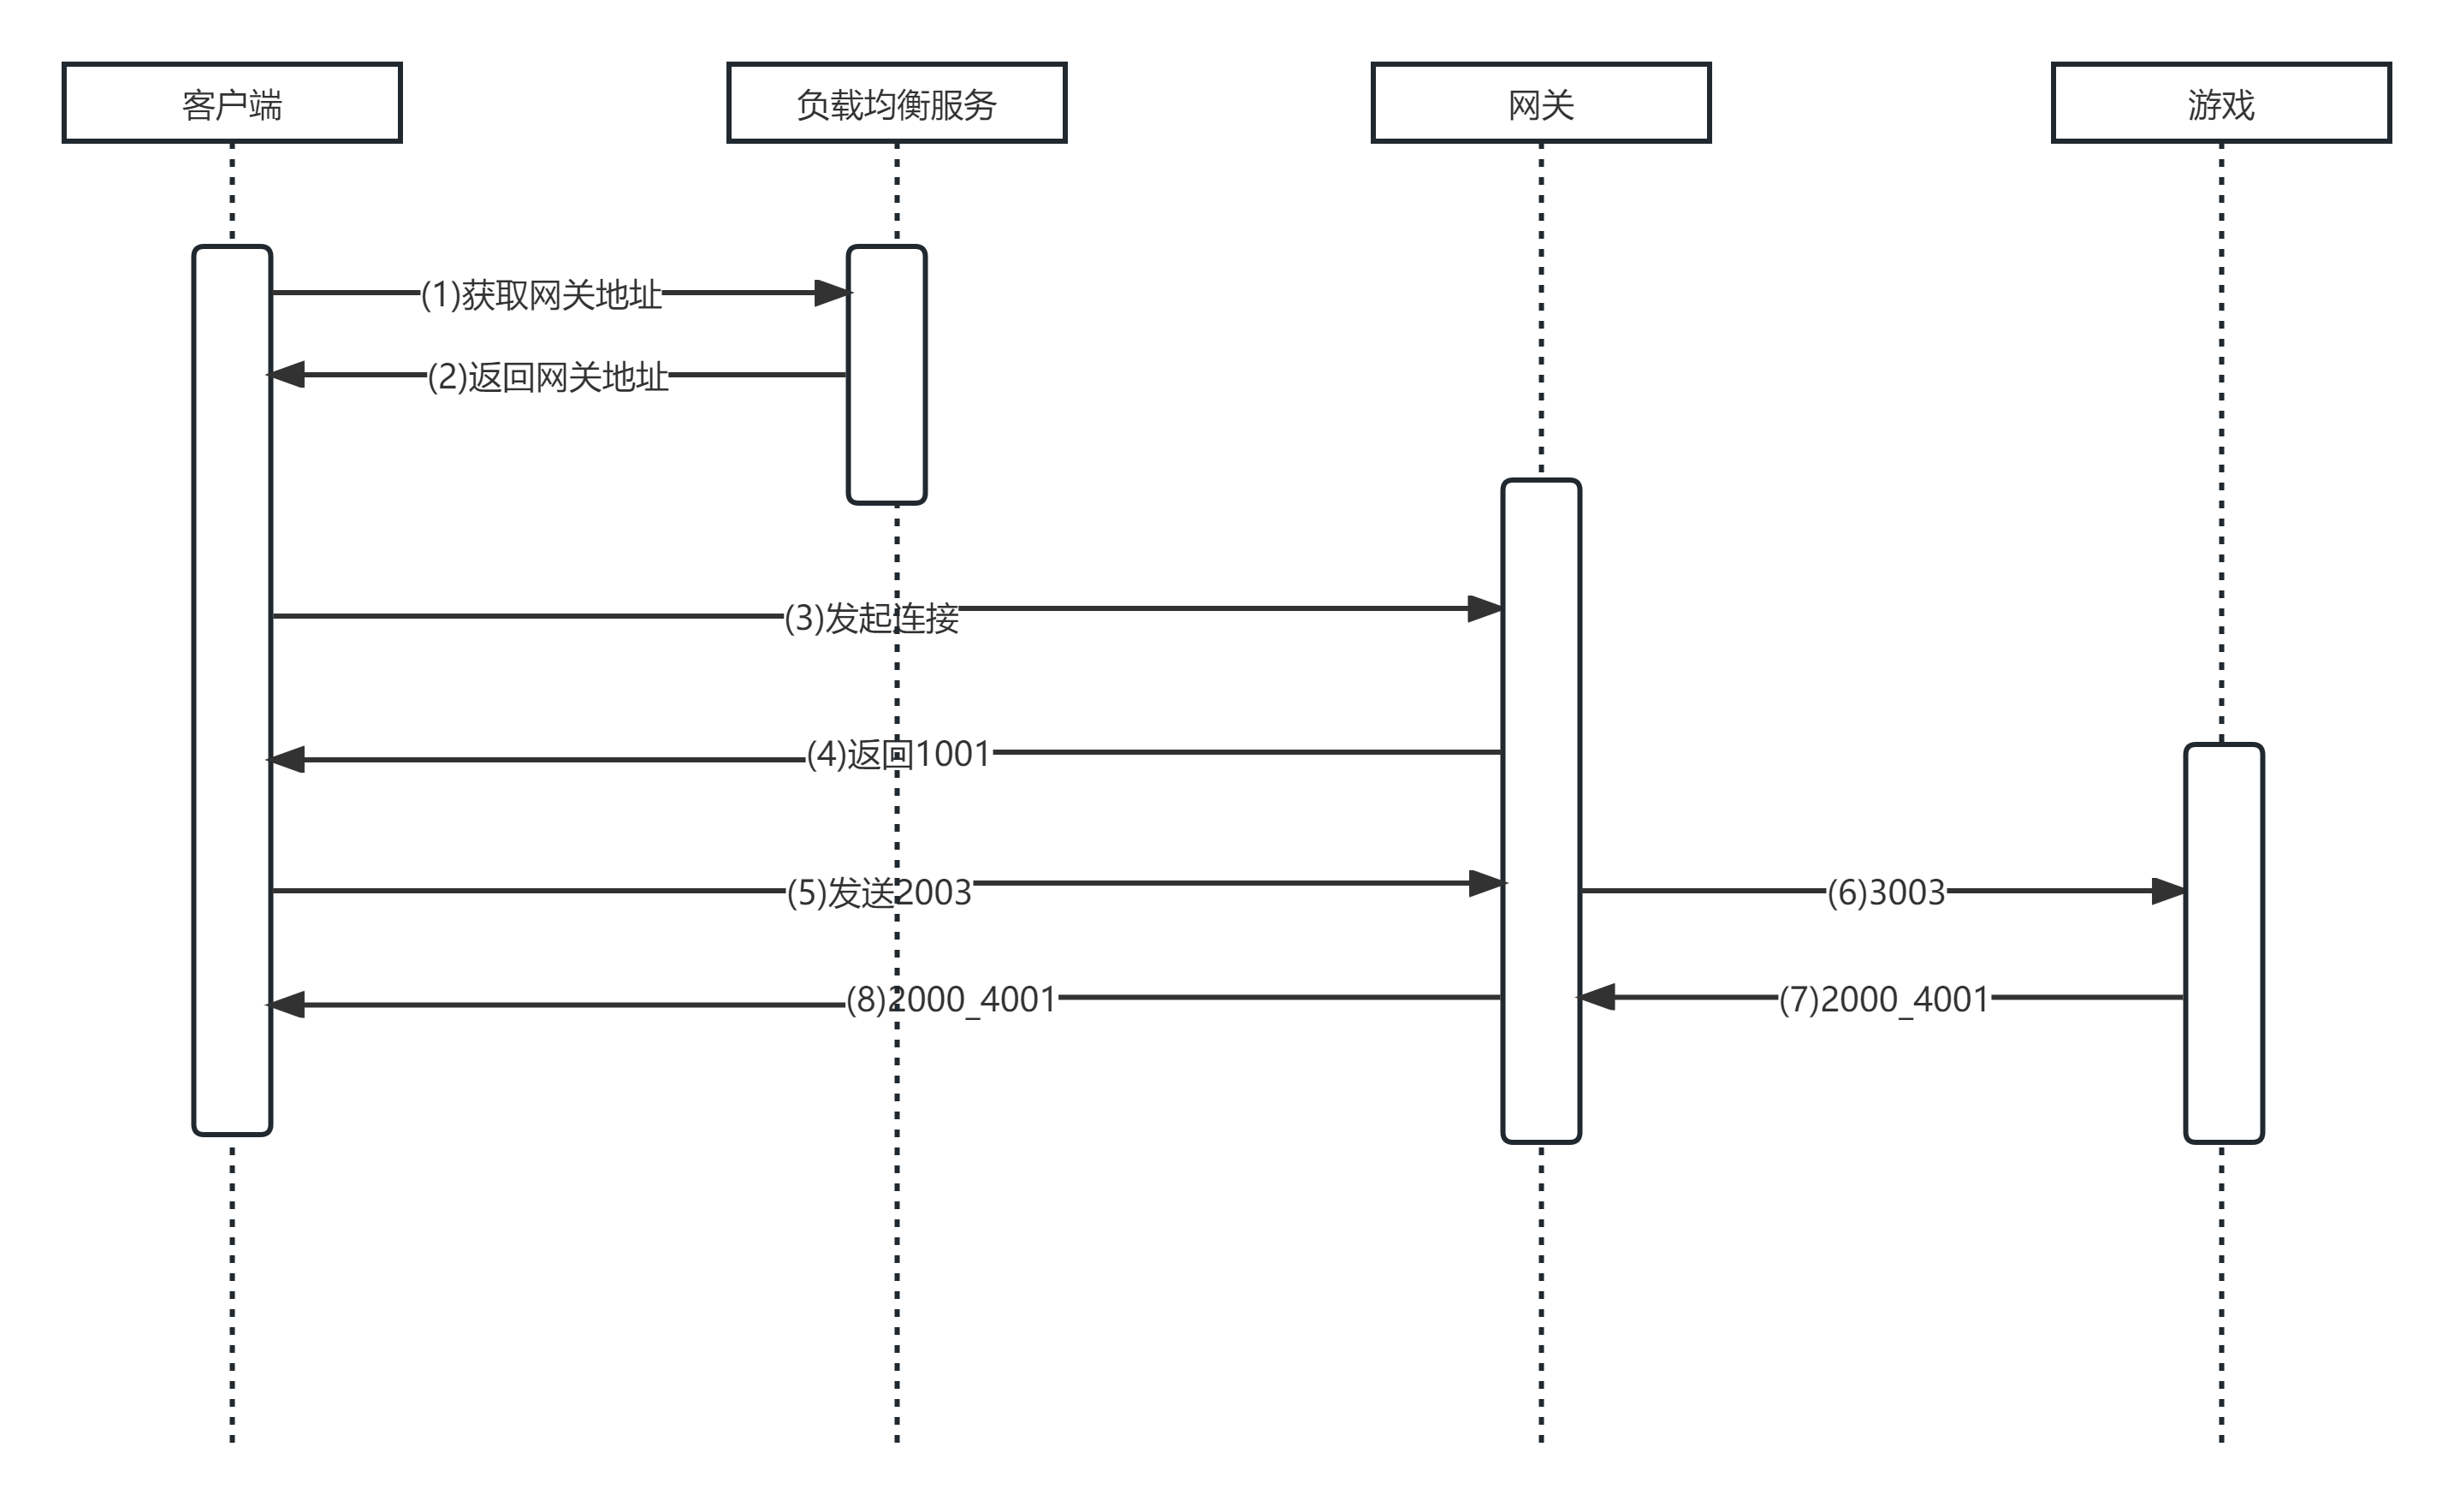 客户端
负载均衡服务
网关
游戏
(1)获取网关地址
(2)返回网关地址
(3)发起连接
(4)返回1001
(5)发送2003
(6)3003
(8)2000_4001
(7)2000_4001